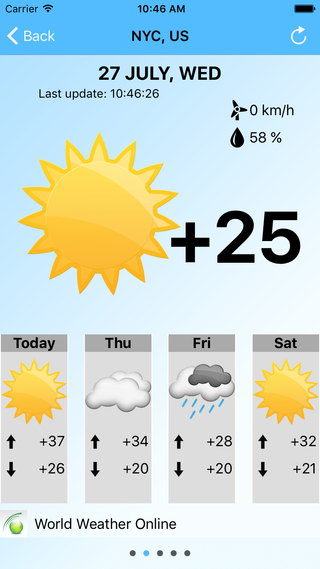 Carrier 10:46 AM
Back NYC, US
27 JULY, WED
Last update: 10:46:26
0 km/h
58 %
+25
Today Thu Fri Sat
+37 +34 +28 +32
+26 +20 +20 +21
World Weather Online